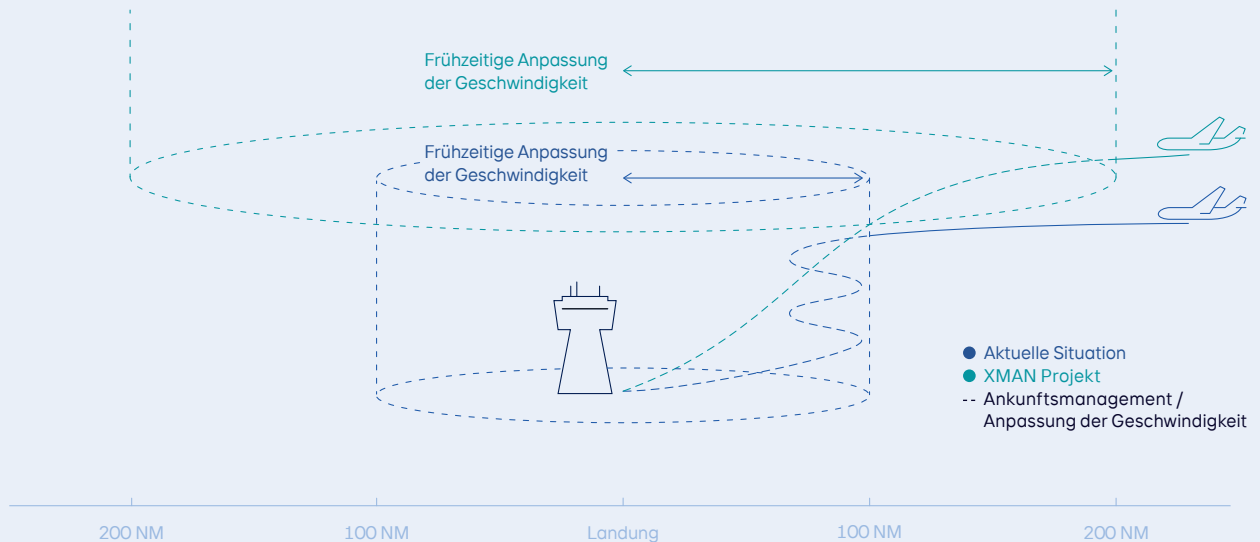 Frühzeitige Anpassung
der Geschwindigkeit
Frühzeitige Anpassung
der Geschwindigkeit
Aktuelle Situation
XMAN Projekt
-- Ankunftsmanagement /
Anpassung der Geschwindigkeit
200 NM
100 NM
Landung
100 NM
200 NM